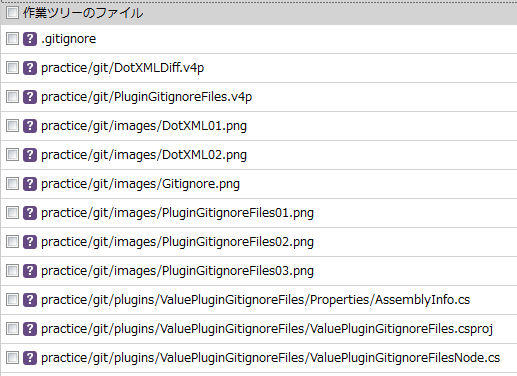 作業ツリーのファイル
? .gitignore
? practice/git/DotXMLDiff.v4p
? practice/git/PluginGitignoreFiles.v4p
? practice/git/images/DotXML01.png
? practice/git/images/DotXML02.png
? practice/git/images/Gitignore.png
? practice/git/images/PluginGitignoreFiles01.png
? practice/git/images/PluginGitignoreFiles02.png
? practice/git/images/PluginGitignoreFiles03.png
? practice/git/plugins/ValuePluginGitignoreFiles/Properties/AssemblyInfo.cs
? practice/git/plugins/ValuePluginGitignoreFiles/ValuePluginGitignoreFiles.csproj
? practice/git/plugins/ValuePluginGitignoreFiles/ValuePluginGitignoreFilesNode.cs